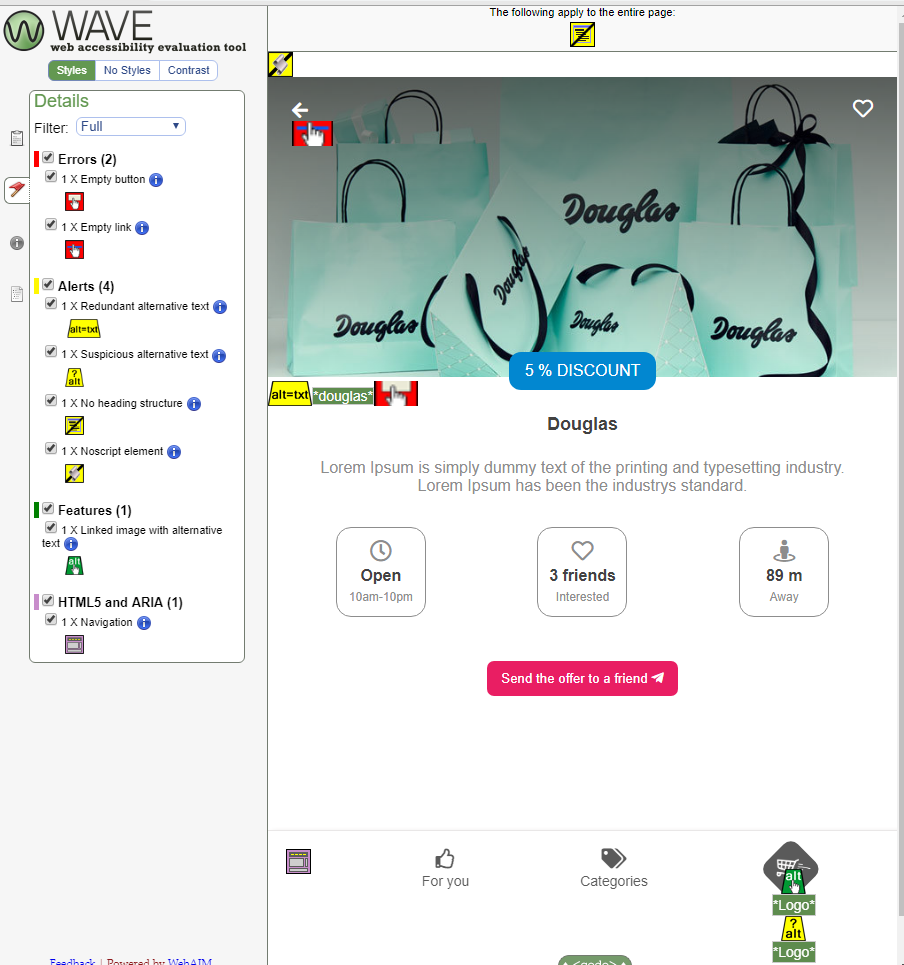 WAVE
web accessibility evaluation tool
Styles No Styles Contrast
Details
Filter: Full
Errors (2)
1 X Empty button
1 X Empty link
Alerts (4)
1 X Redundant alternative text
alt=txt
1 X Suspicious alternative text
?
alt
1 X No heading structure
1 X Noscript element
Features (1)
1 X Linked image with alternative
text
alt
HTML5 and ARIA (1)
1 X Navigation
Feedback | Powered by WebAIM
The following apply to the entire page:
Douglas
Douglas
Douglas
Douglas
Douglas
5 % DISCOUNT
alt=txt *douglas*
Douglas
Lorem Ipsum is simply dummy text of the printing and typesetting industry.
Lorem Ipsum has been the industrys standard.
Open
10am-10pm
3 friends
Interested
89 m
Away
Send the offer to a friend
For you
Categories
alt
*Logo*
?
alt
*Logo*